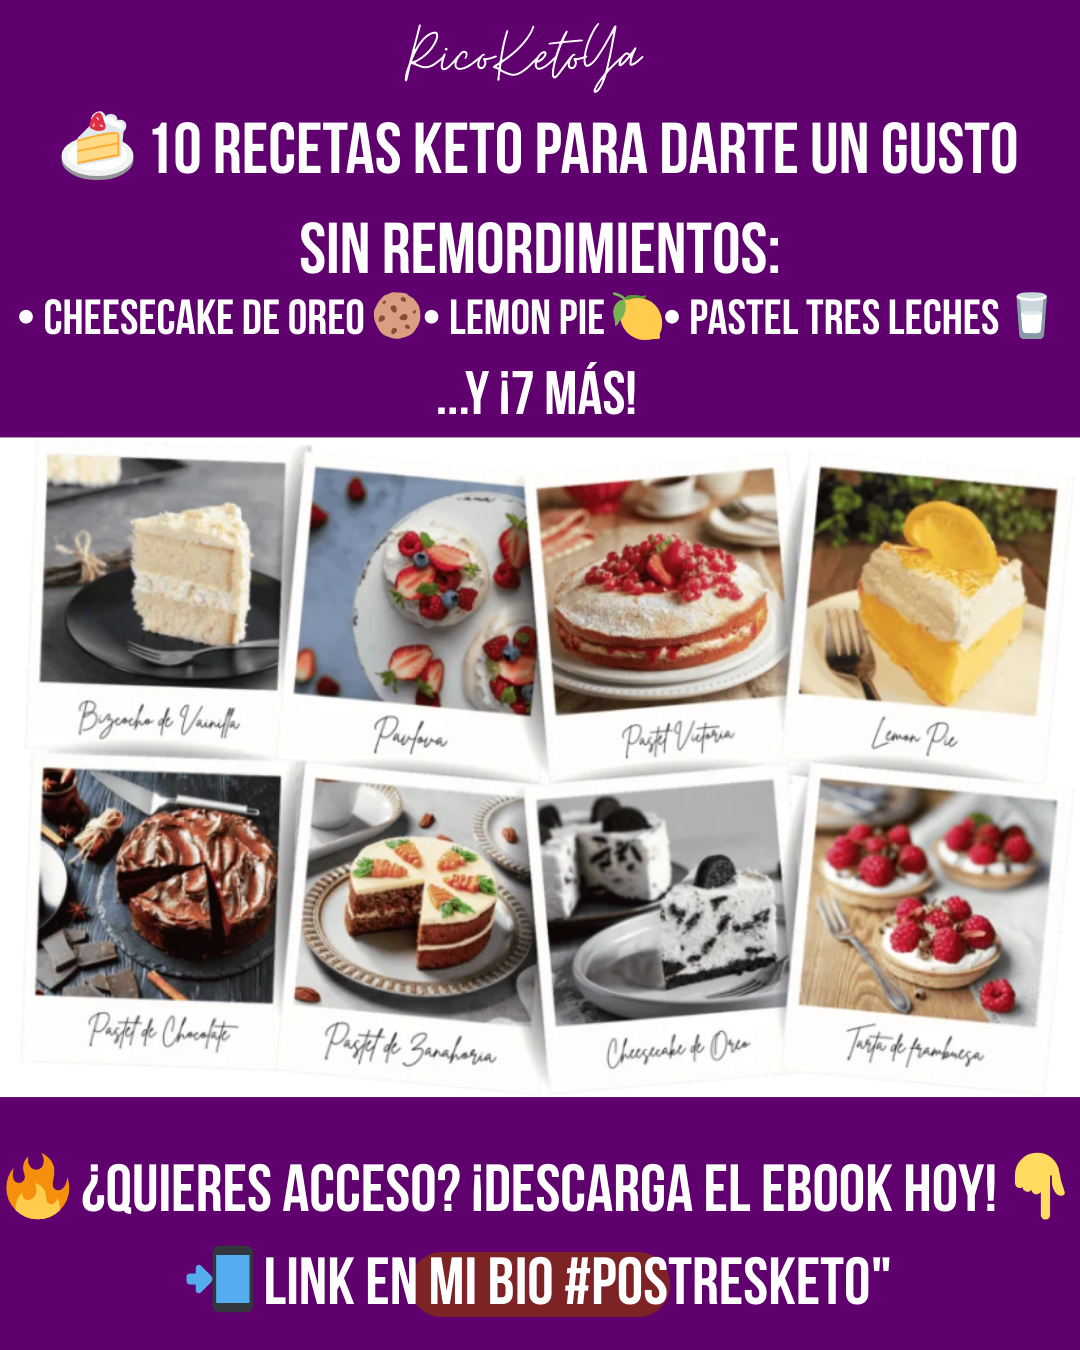 RicoKetoYa
🍰 10 RECETAS KETO PARA DARTE UN GUSTO
SIN REMORDIMIENTOS:
• CHEESECAKE DE OREO 🍪• LEMON PIE 🍋• PASTEL TRES LECHES 🥛
...Y ¡7 MÁS!
Bizcocho de Vainilla
Pavlova
Pastel Victoria
Lemon Pie
Pastel de Chocolate
Pastel de Zanahoria
Cheesecake de Oreo
Tarta de frambuesa
🔥 ¿QUIERES ACCESO? ¡DESCARGA EL EBOOK HOY! 👇
📲 LINK EN MI BIO #POSTRESKETO"